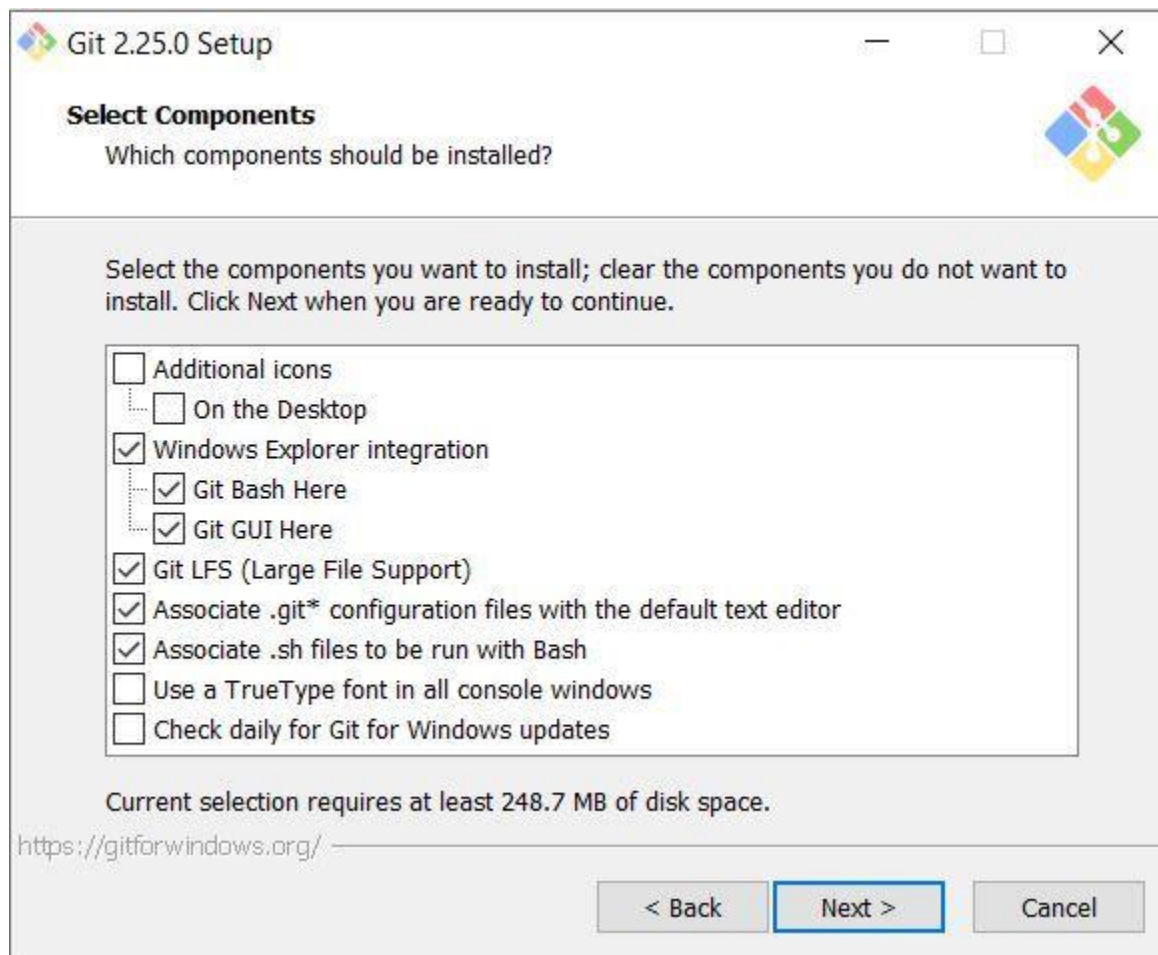 Git 2.25.0 Setup
Select Components
Which components should be installed?
Select the components you want to install; clear the components you do not want to
install. Click Next when you are ready to continue.
Additional icons
On the Desktop
Windows Explorer integration
Git Bash Here
Git GUI Here
Git LFS (Large File Support)
Associate .git* configuration files with the default text editor
Associate .sh files to be run with Bash
Use a TrueType font in all console windows
Check daily for Git for Windows updates
Current selection requires at least 248.7 MB of disk space.
https://gitforwindows.org/
< Back
Next >
Cancel